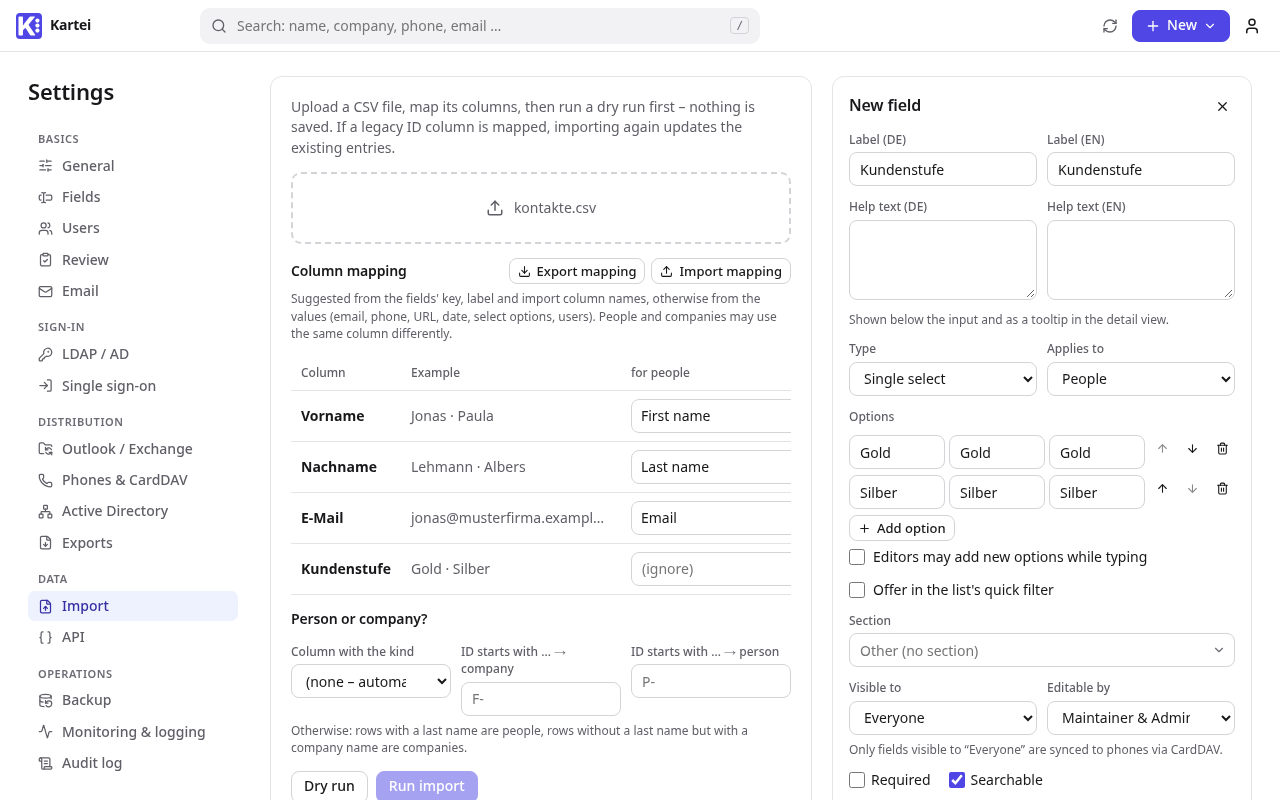 Kartei
Search: name, company, phone, email ...
/
New
Settings
BASICS
General
Fields
Users
Review
Email
SIGN-IN
LDAP / AD
Single sign-on
DISTRIBUTION
Outlook / Exchange
Phones & CardDAV
Active Directory
Exports
DATA
Import
API
OPERATIONS
Backup
Monitoring & logging
Audit log
Upload a CSV file, map its columns, then run a dry run first – nothing is
saved. If a legacy ID column is mapped, importing again updates the
existing entries.
kontakte.csv
Column mapping
Export mapping
Import mapping
Suggested from the fields' key, label and import column names, otherwise from the
values (email, phone, URL, date, select options, users). People and companies may use
the same column differently.
Column Example for people
Vorname Jonas · Paula First name
Nachname Lehmann · Albers Last name
E-Mail jonas@musterfirma.exampl... Email
Kundenstufe Gold · Silber (ignore)
Person or company?
Column with the kind
(none – automa
ID starts with ... →
company
F-
ID starts with ... → person
P-
Otherwise: rows with a last name are people, rows without a last name but with a
company name are companies.
Dry run
Run import
New field
Label (DE) Label (EN)
Kundenstufe Kundenstufe
Help text (DE) Help text (EN)
Shown below the input and as a tooltip in the detail view.
Type Applies to
Single select People
Options
Gold Gold Gold
Silber Silber Silber
Add option
Editors may add new options while typing
Offer in the list's quick filter
Section
Other (no section)
Visible to Editable by
Everyone Maintainer & Admir
Only fields visible to “Everyone” are synced to phones via CardDAV.
Required Searchable